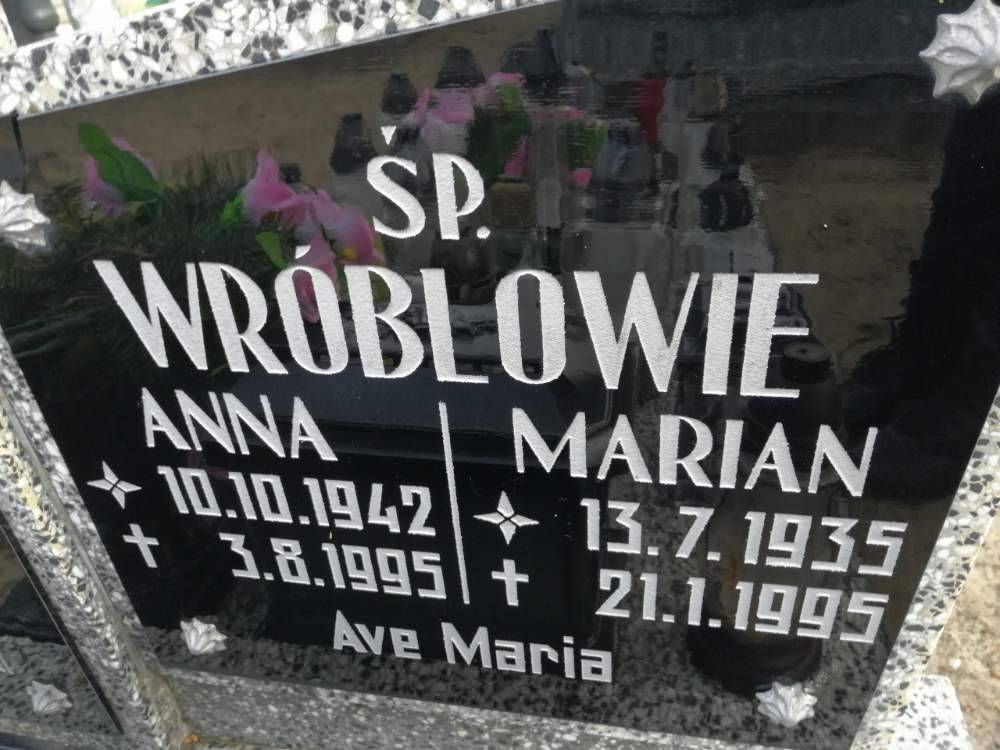 ŚP.
WRÓBLOWIE
ANNA
10.10.1942
3.8.1995
MARIAN
13.7.1935
21.1.1995
Ave Maria